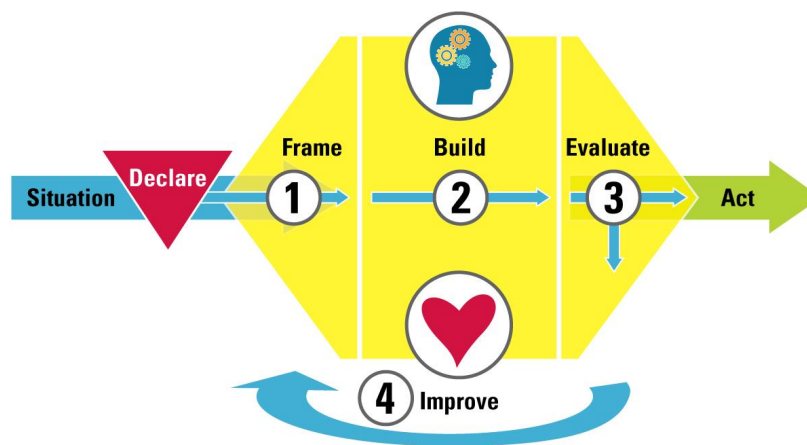 Situation
Declare
Frame
1
Build
2
Evaluate
3
Act
4 Improve